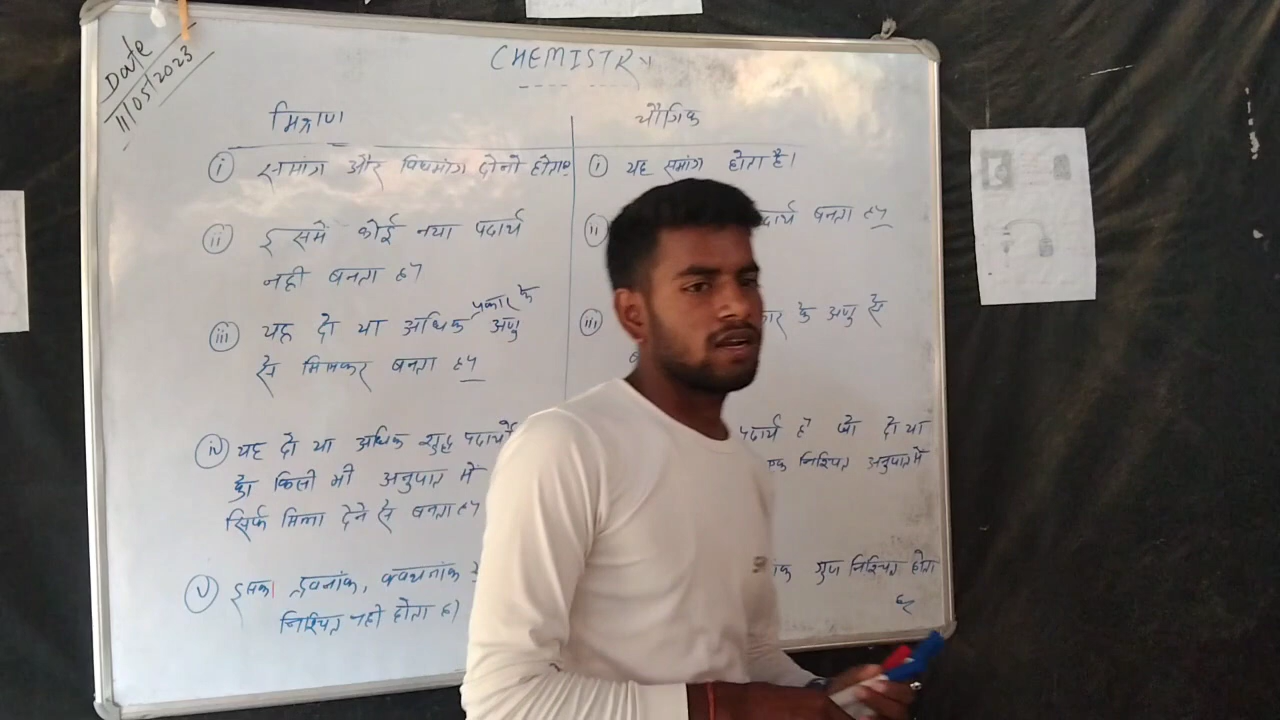 Date
11/05/2023
CHEMISTRY
मिश्रण
i समांग और विषमांग दोनो होता है
ii इसमे कोई नया पदार्थ
नही बनता है
iii यह दो या अधिक प्रकार के अणु
से मिलकर बनता है
iv यह दो या अधिक शुद्ध पदार्थो
को किसी भी अनुपात मे
सिर्फ मिला देने से बनता है
v इसका द्रवनांक, क्वथनांक
निश्चित नही होता है।
यौगिक
i यह समांग होता है।
ii बनता है
iii के अणु से
iv पदार्थ है जो दो या
एक निश्चित अनुपात मे
गुण निश्चित होता
है